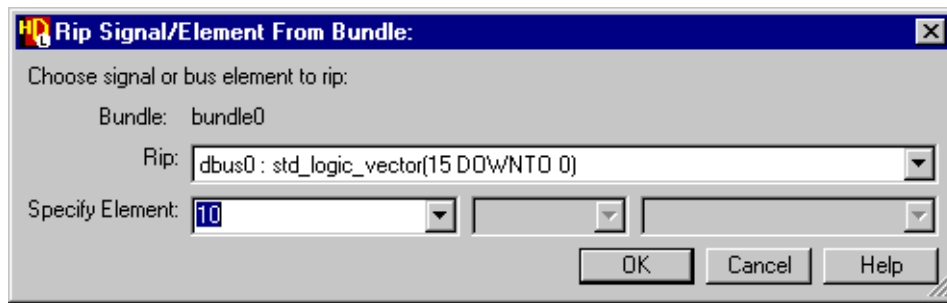 HDL Rip Signal/Element From Bundle:
Choose signal or bus element to rip:
Bundle: bundle0
Rip: dbus0 : std_logic_vector(15 DOWNTO 0)
Specify Element: 10
OK Cancel Help